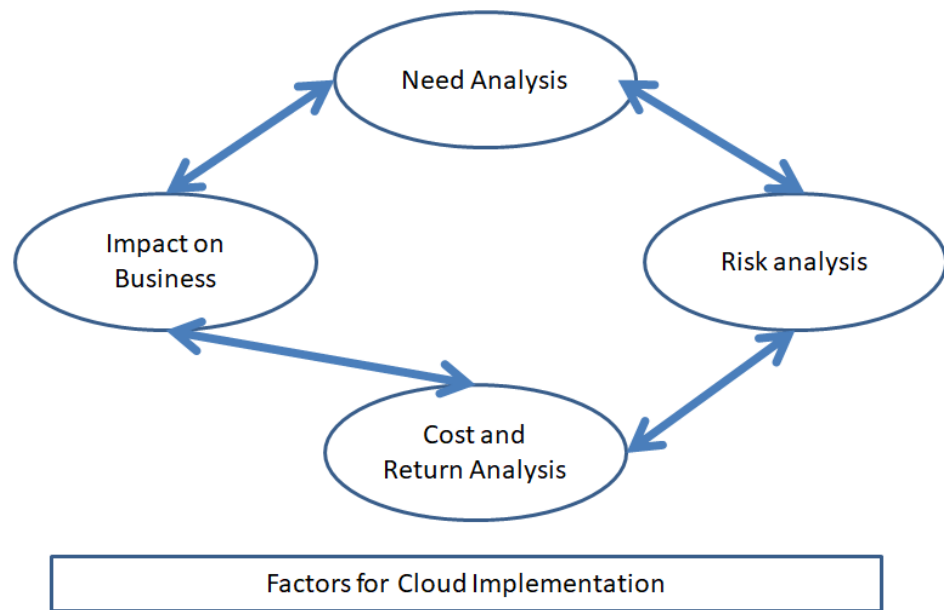 Need Analysis
Impact on
Business
Risk analysis
Cost and
Return Analysis
Factors for Cloud Implementation